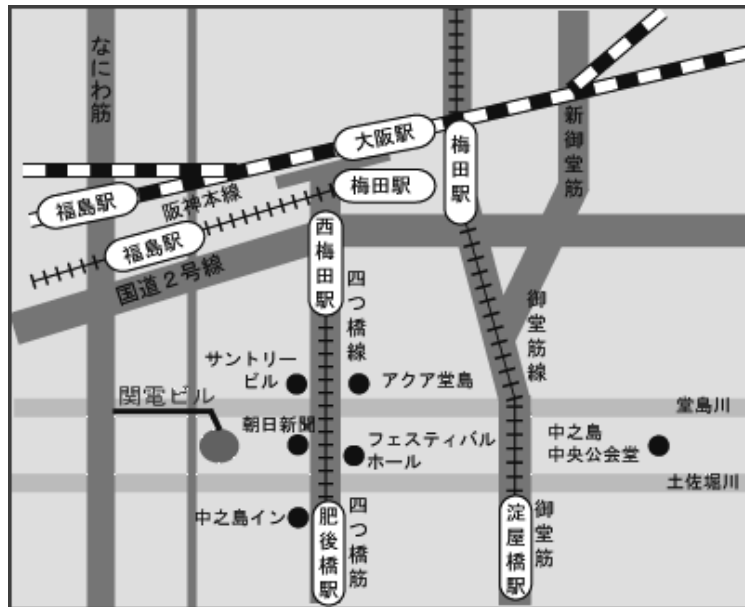 なにわ筋
大阪駅
梅田駅
新御堂筋
福島駅
阪神本線
梅田駅
福島駅
国道2号線
西梅田駅
四つ橋線
御堂筋線
サントリー
ビル
アクア堂島
関電ビル
堂島川
朝日新聞
フェスティバル
ホール
中之島
中央公会堂
土佐堀川
中之島イン
肥後橋駅
四つ橋筋
淀屋橋駅
御堂筋